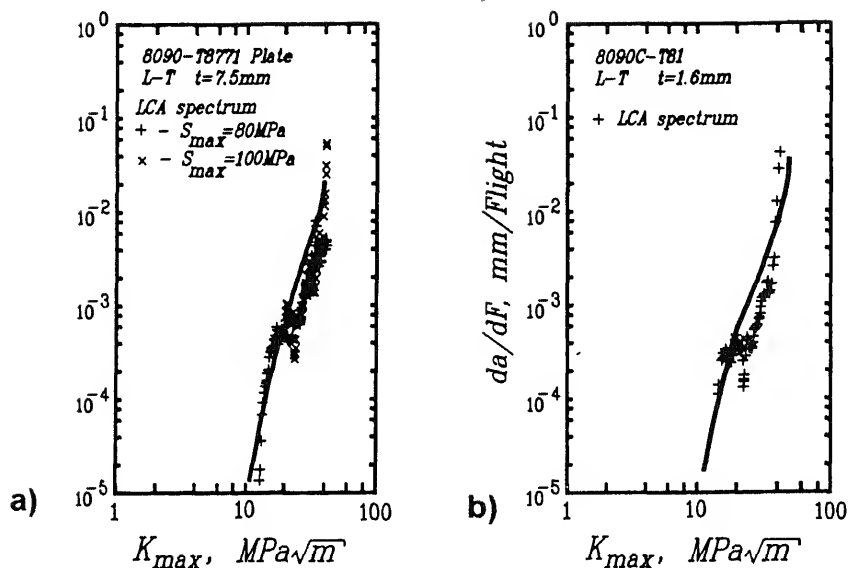 8090-T8771 Plate
L-T t=7.5mm
LCA spectrum
+ - S_max=80MPa
× - S_max=100MPa
10^0
10^-1
10^-2
10^-3
10^-4
10^-5
1
10
100
K_max, MPa√m
a)
8090C-T81
L-T t=1.6mm
+ LCA spectrum
da/dF, mm/Flight
10^0
10^-1
10^-2
10^-3
10^-4
10^-5
1
10
100
K_max, MPa√m
b)